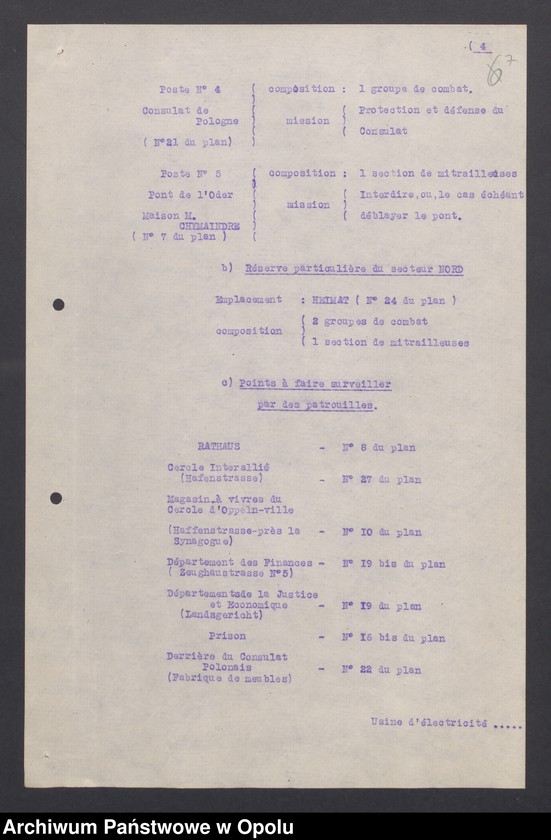 ( 4
67
Poste N° 4 ( composition : 1 groupe de combat.
Consulat de
Pologne
mission ( Protection et défense du
( Consulat
( N°21 du plan)
Poste N° 5 ( composition : 1 section de mitrailleuses
Pont de l'Oder
mission ( Interdire,ou,le cas échéant
( déblayer le pont.
Maison M.
CHYMAINDRE
( N° 7 du plan )
b) Réserve particulière du secteur NORD
Emplacement : HEIMAT ( N° 24 du plan )
composition ( 2 groupes de combat
( 1 section de mitrailleuses
c) Points à faire surveiller
par des patrouilles.
RATHAUS - N° 8 du plan
Cercle Interallié
(Hafenstrasse) - N° 27 du plan
Magasin à vivres du
Cercle d'Oppeln-ville
(Haffenstrasse-près la - N° 10 du plan
Synagogue)
Département des Finances - N° 19 bis du plan
( Zeughaustrasse N°5)
Départements de la Justice
et Economique - N° 19 du plan
(Landsgericht)
Prison - N° 15 bis du plan
Derrière du Consulat
Polonais - N° 22 du plan
(Fabrique de meubles)
Usine d'électricité .....
Archiwum Państwowe w Opolu